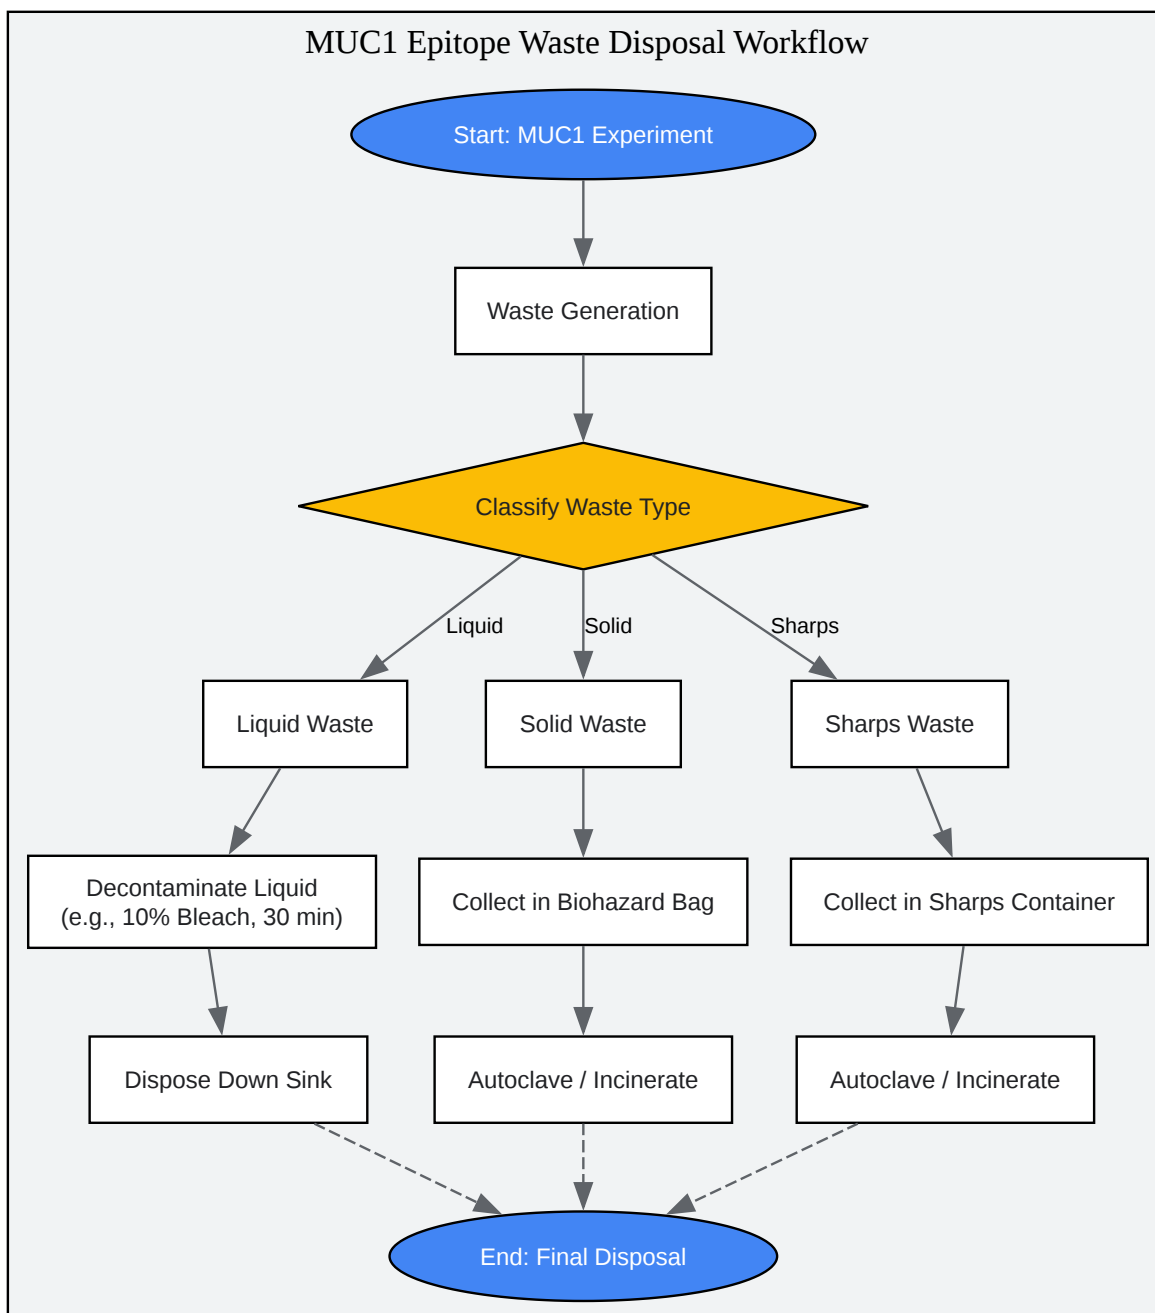 MUC1 Epitope Waste Disposal Workflow
Start: MUC1 Experiment
Waste Generation
Classify Waste Type
Liquid
Solid
Sharps
Liquid Waste
Solid Waste
Sharps Waste
Decontaminate Liquid
(e.g., 10% Bleach, 30 min)
Collect in Biohazard Bag
Collect in Sharps Container
Dispose Down Sink
Autoclave / Incinerate
Autoclave / Incinerate
End: Final Disposal